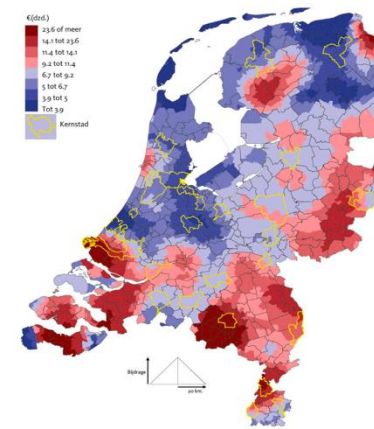 €(dzd.)
23.6 of meer
14.1 tot 23.6
11.4 tot 14.1
9.2 tot 11.4
6.7 tot 9.2
5 tot 6.7
3.9 tot 5
Tot 3.9
Kernstad
Bijdrage
20 km.